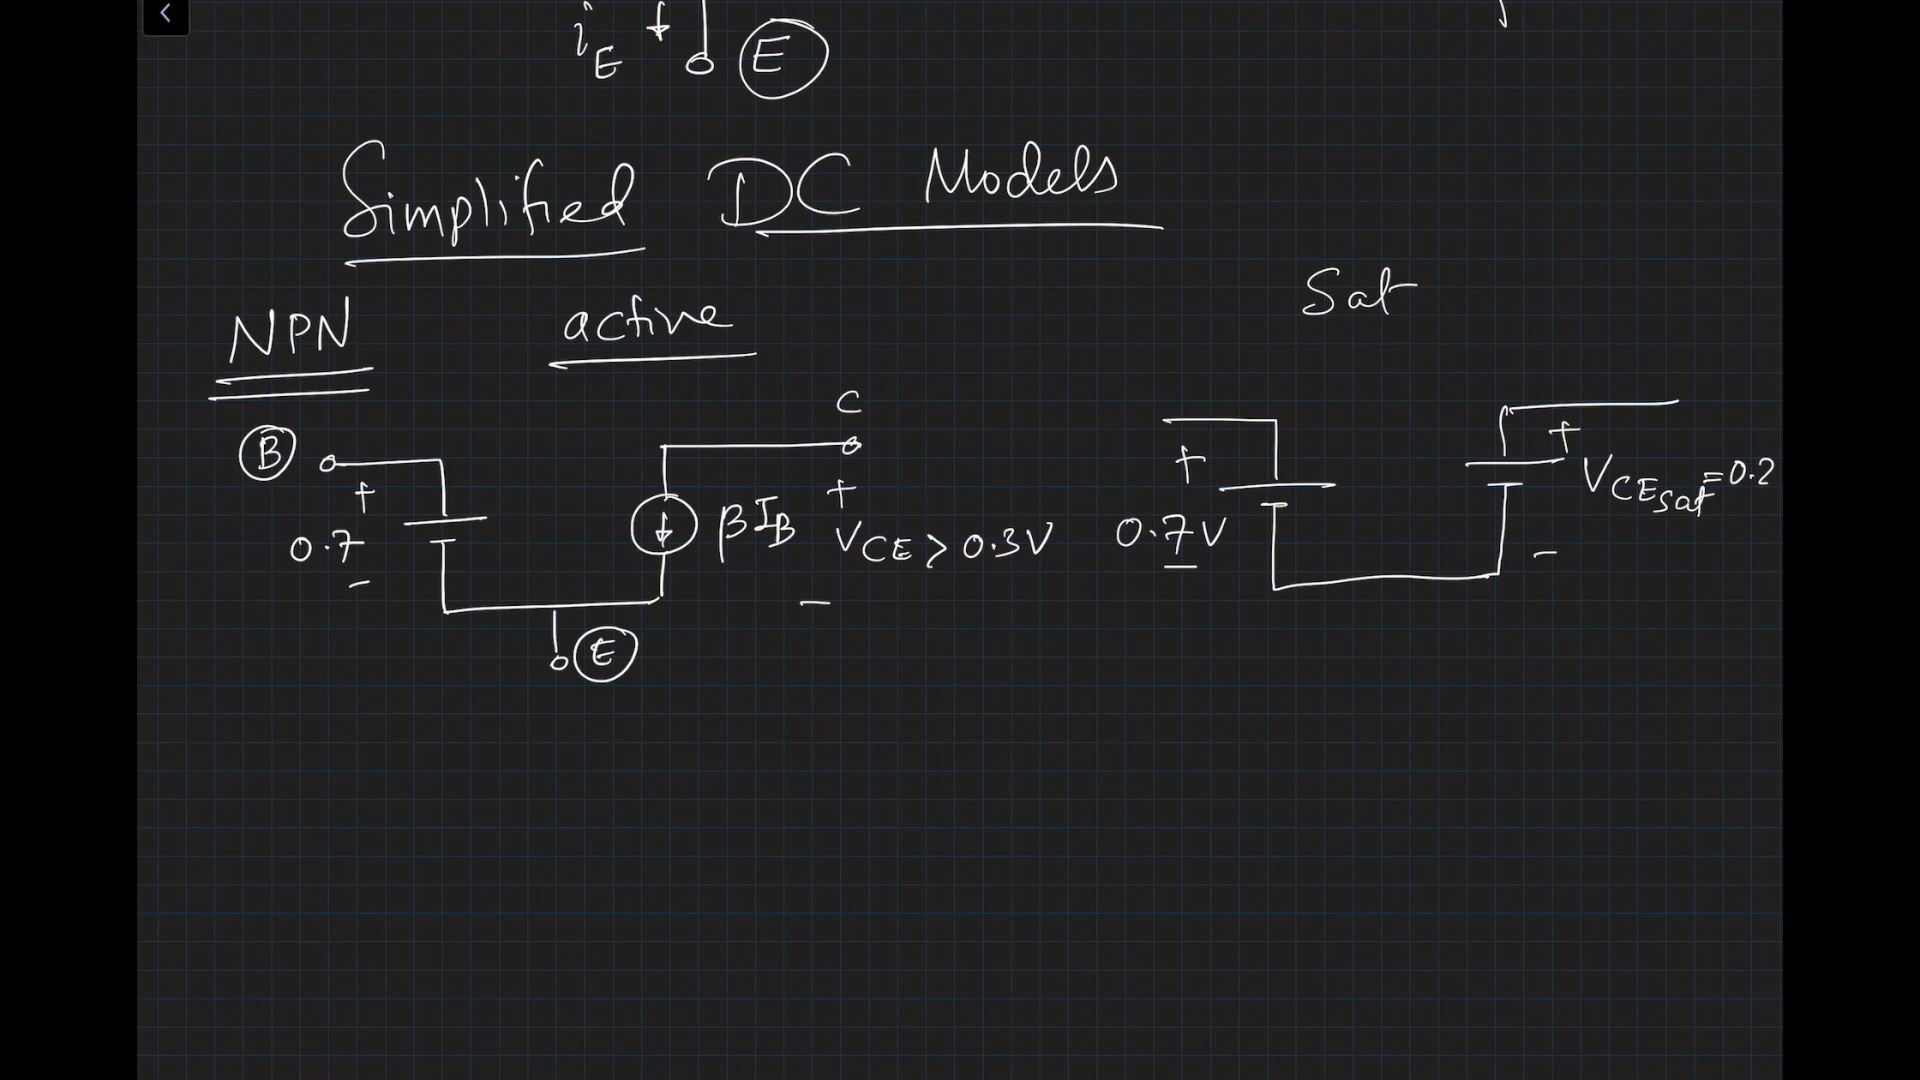 i_E E
Simplified DC Models
NPN active Sat
B + 0.7 -
C
βI_B
+ V_CE > 0.3V -
E
+ 0.7V -
+ V_CEsat = 0.2 -